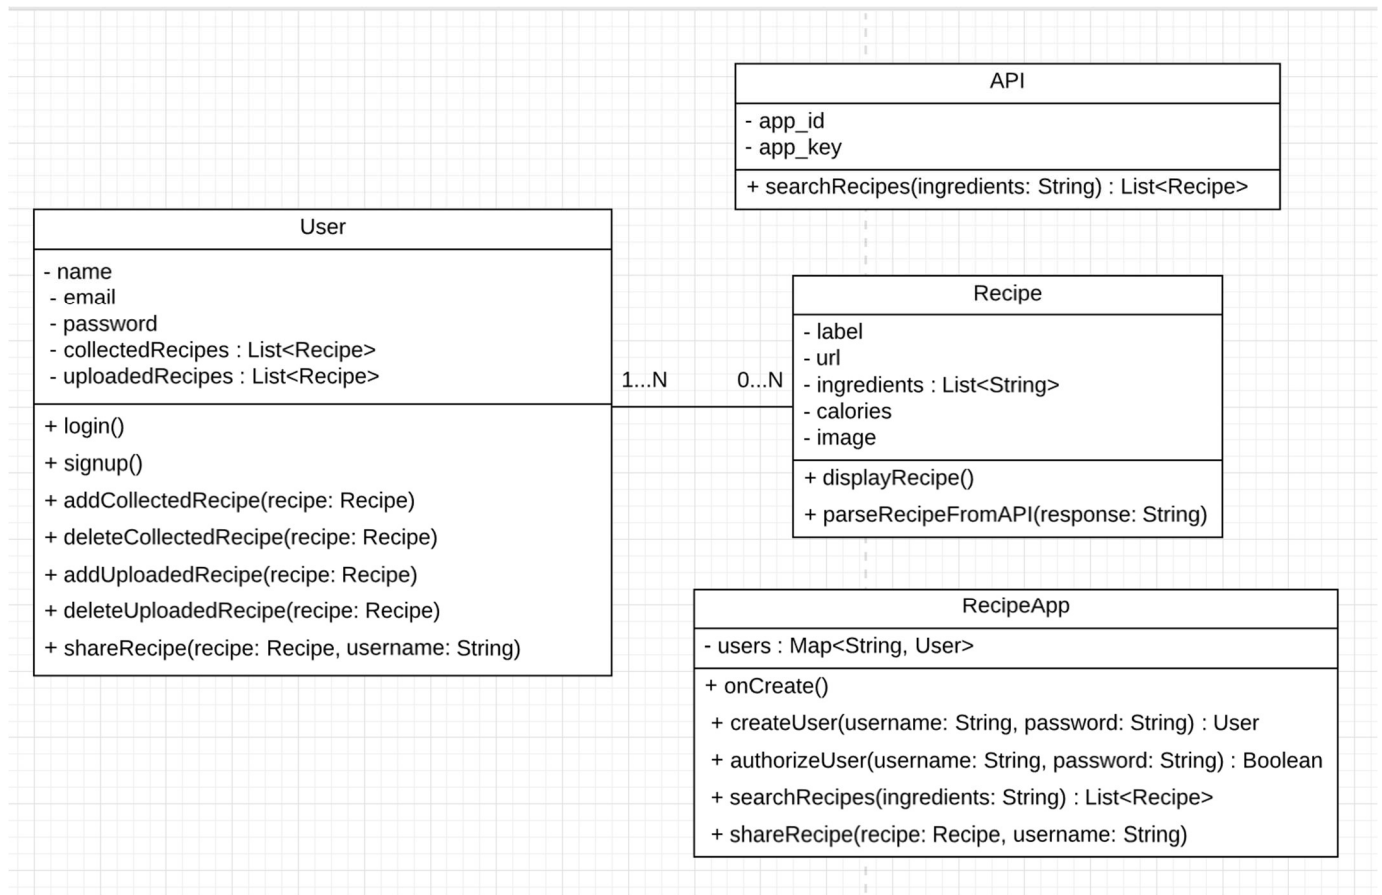 API
- app_id
- app_key
+ searchRecipes(ingredients: String) : List<Recipe>
User
- name
- email
- password
- collectedRecipes : List<Recipe>
- uploadedRecipes : List<Recipe>
+ login()
+ signup()
+ addCollectedRecipe(recipe: Recipe)
+ deleteCollectedRecipe(recipe: Recipe)
+ addUploadedRecipe(recipe: Recipe)
+ deleteUploadedRecipe(recipe: Recipe)
+ shareRecipe(recipe: Recipe, username: String)
1...N
0...N
Recipe
- label
- url
- ingredients : List<String>
- calories
- image
+ displayRecipe()
+ parseRecipeFromAPI(response: String)
RecipeApp
- users : Map<String, User>
+ onCreate()
+ createUser(username: String, password: String) : User
+ authorizeUser(username: String, password: String) : Boolean
+ searchRecipes(ingredients: String) : List<Recipe>
+ shareRecipe(recipe: Recipe, username: String)